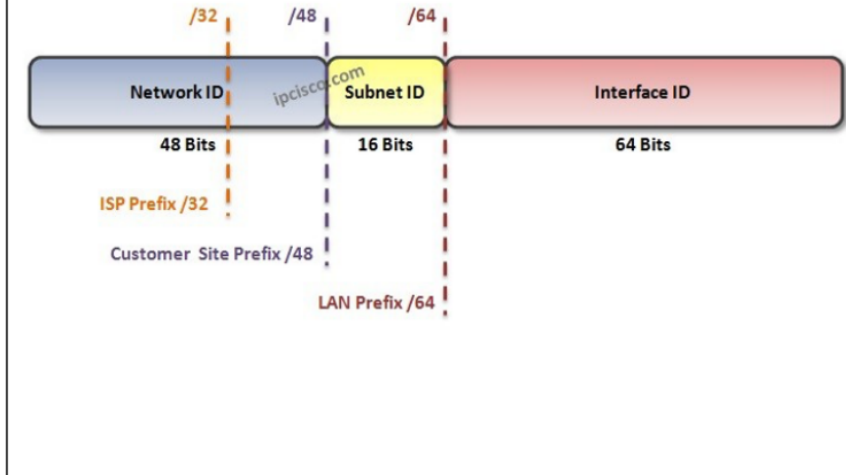 /32 /48 /64
Network ID Subnet ID Interface ID
ipcisco.com
48 Bits 16 Bits 64 Bits
ISP Prefix /32
Customer Site Prefix /48
LAN Prefix /64